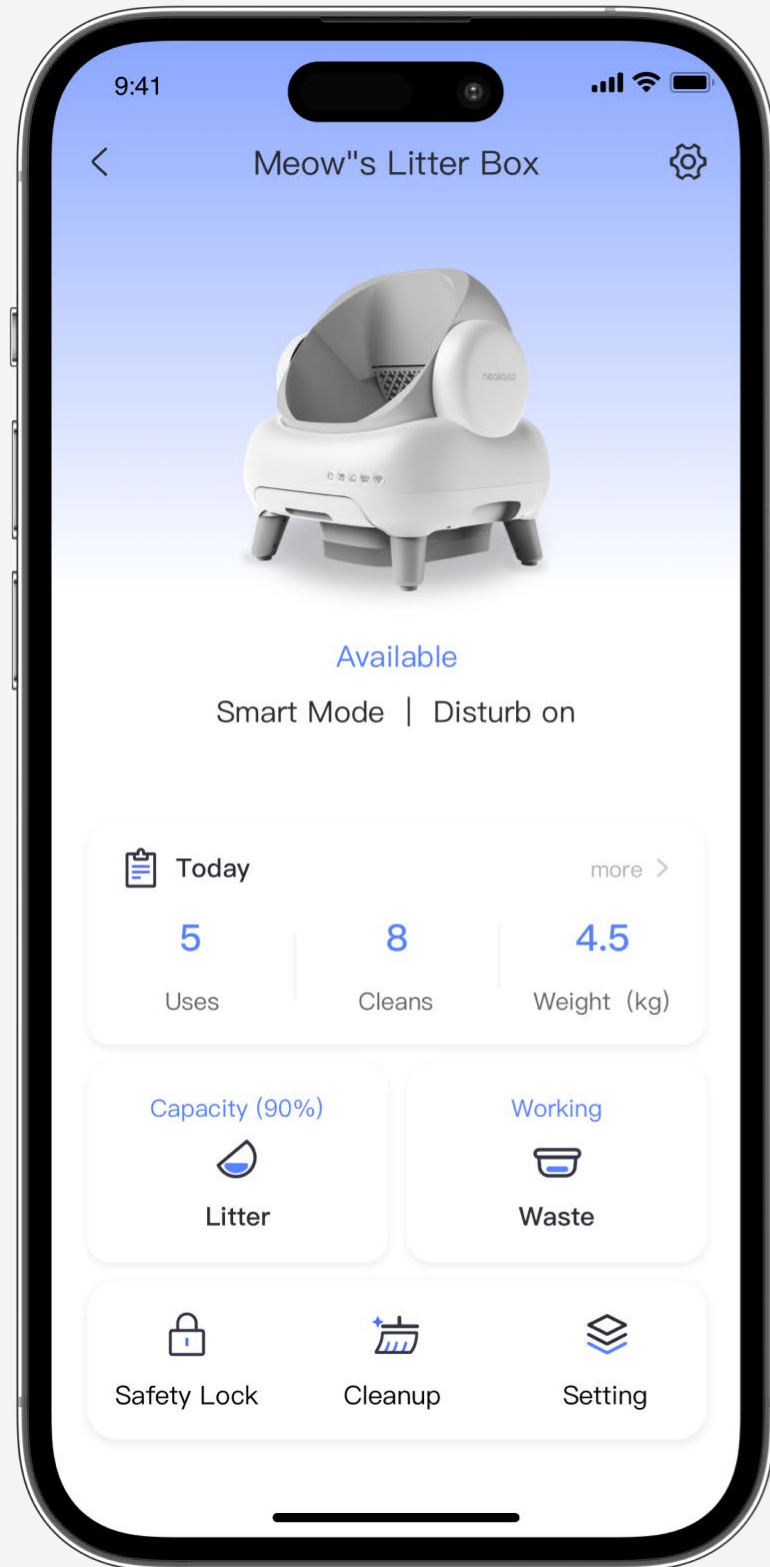 9:41
Meow"s Litter Box
neakasa
Available
Smart Mode | Disturb on
Today
more >
5
8
4.5
Uses
Cleans
Weight (kg)
Capacity (90%)
Working
Litter
Waste
Safety Lock
Cleanup
Setting